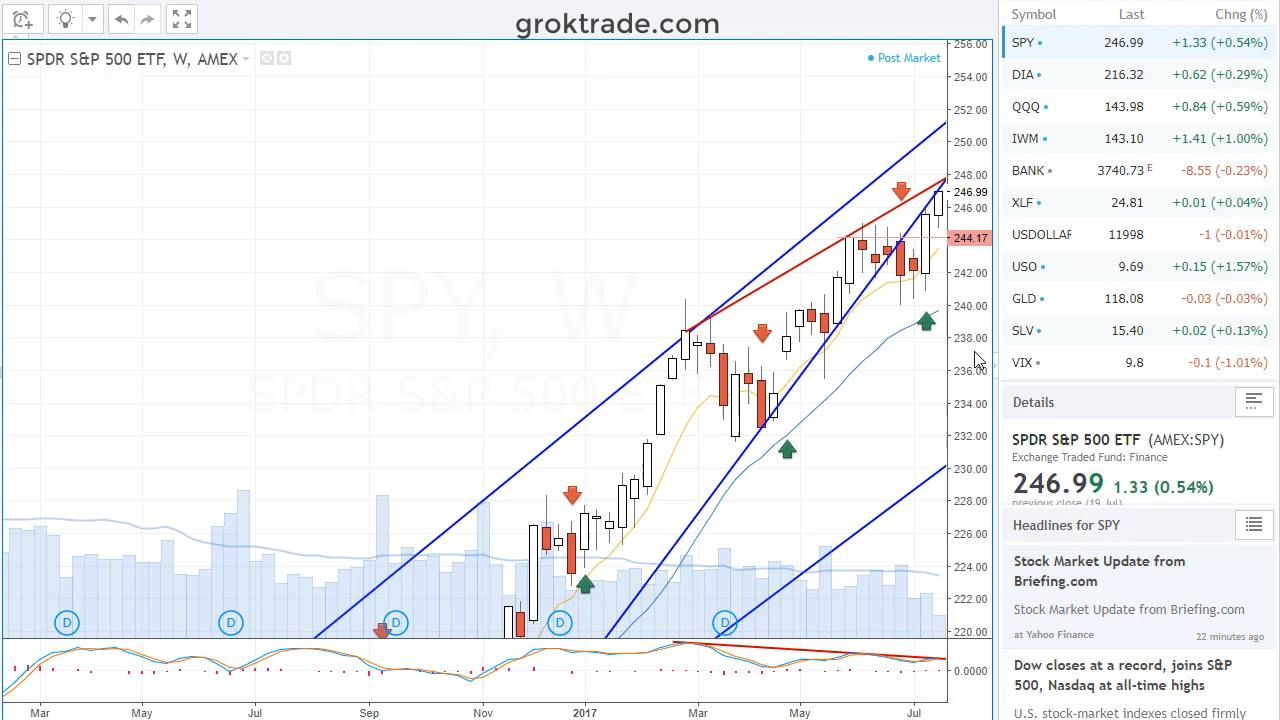 groktrade.com
SPDR S&P 500 ETF, W, AMEX
Post Market
SPY, W
SPDR S&P 500 ETF
256.00
254.00
252.00
250.00
248.00
246.99
246.00
244.17
242.00
240.00
238.00
236.00
234.00
232.00
230.00
228.00
226.00
224.00
222.00
220.00
0.0000
D D D D D
Mar May Jul Sep Nov 2017 Mar May Jul
Symbol Last Chng (%)
SPY 246.99 +1.33 (+0.54%)
DIA 216.32 +0.62 (+0.29%)
QQQ 143.98 +0.84 (+0.59%)
IWM 143.10 +1.41 (+1.00%)
BANK 3740.73 E -8.55 (-0.23%)
XLF 24.81 +0.01 (+0.04%)
USDOLLAR 11998 -1 (-0.01%)
USO 9.69 +0.15 (+1.57%)
GLD 118.08 -0.03 (-0.03%)
SLV 15.40 +0.02 (+0.13%)
VIX 9.8 -0.1 (-1.01%)
Details
SPDR S&P 500 ETF (AMEX:SPY)
Exchange Traded Fund: Finance
246.99 1.33 (0.54%)
previous close (19 Jul)
Headlines for SPY
Stock Market Update from
Briefing.com
Stock Market Update from Briefing.com
at Yahoo Finance 22 minutes ago
Dow closes at a record, joins S&P
500, Nasdaq at all-time highs
U.S. stock-market indexes closed firmly